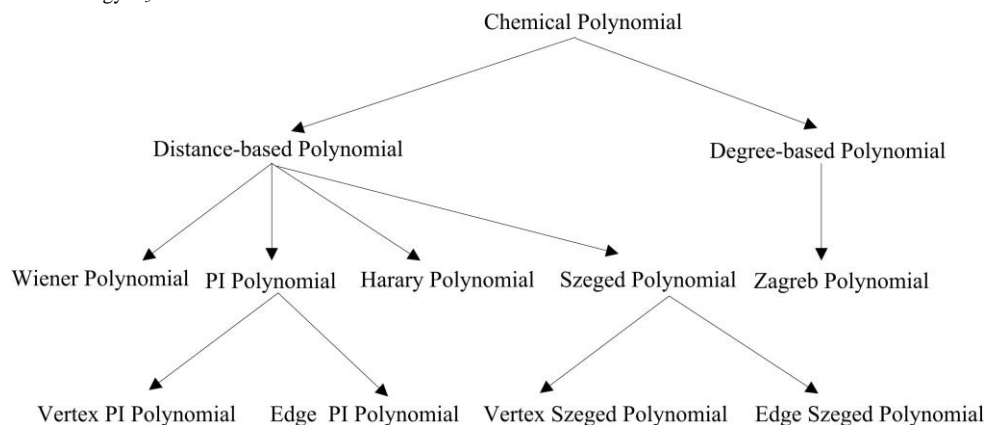 Chemical Polynomial
Distance-based Polynomial Degree-based Polynomial
Wiener Polynomial PI Polynomial Harary Polynomial Szeged Polynomial Zagreb Polynomial
Vertex PI Polynomial Edge PI Polynomial Vertex Szeged Polynomial Edge Szeged Polynomial